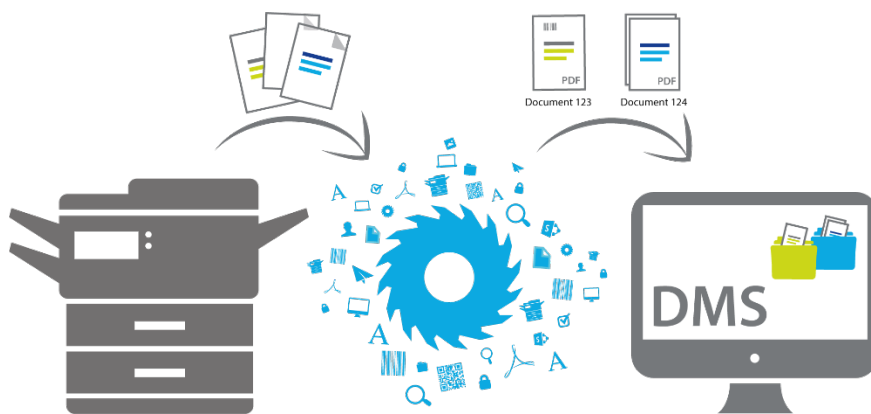 PDF
PDF
Document 123
Document 124
A
A
A
A
DMS